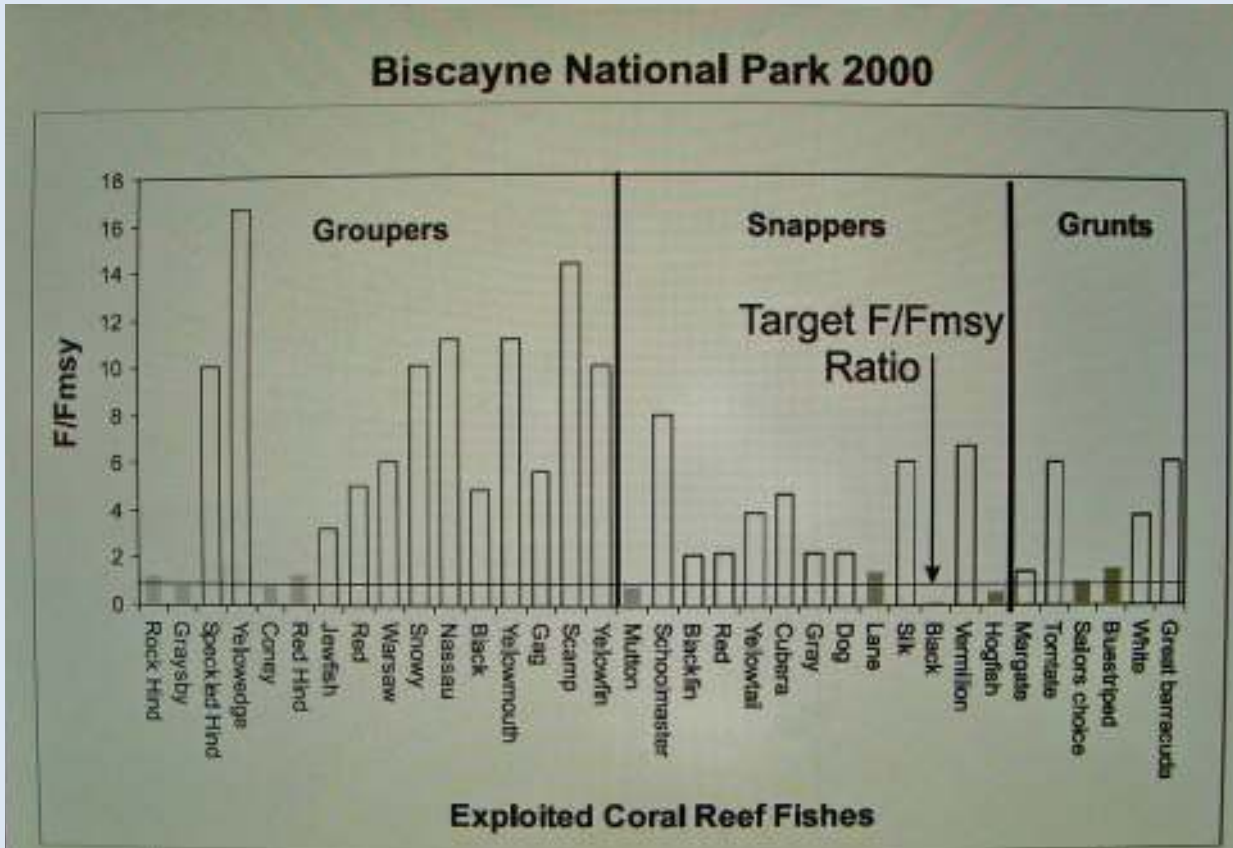 Biscayne National Park 2000
18
16
14
12
10
8
6
4
2
0
F/Fmsy
Groupers
Snappers
Grunts
Target F/Fmsy
Ratio
Rock Hind
Graysby
Speckled Hind
Yellowedge
Coney
Red Hind
Jewfish
Red
Warsaw
Snowy
Nassau
Black
Yellowmouth
Gag
Scamp
Yellowfin
Mutton
Schoolmaster
Blackfin
Red
Yellowtail
Cubera
Gray
Dog
Lane
Silk
Black
Vermilion
Hogfish
Margate
Tomtate
Sailors choice
Bluestriped
White
Great barracuda
Exploited Coral Reef Fishes